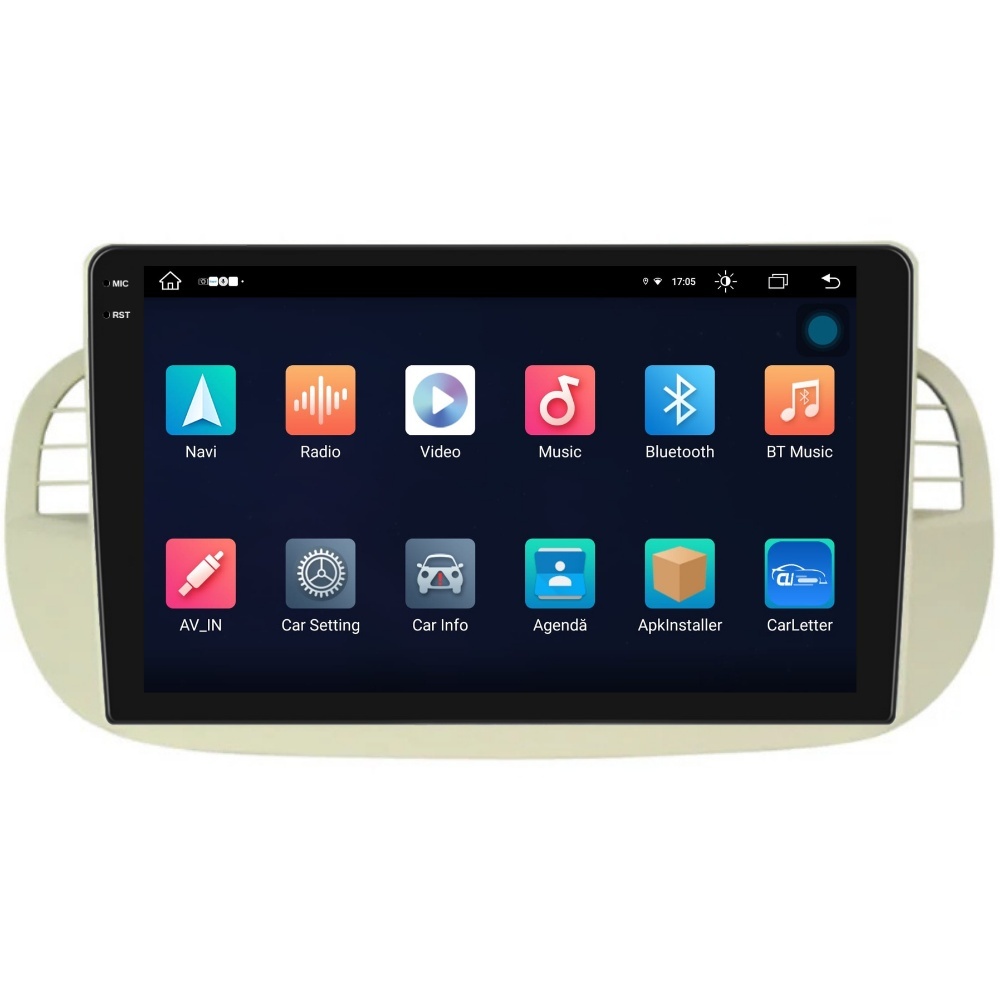 MIC
RST
17:05
Navi
Radio
Video
Music
Bluetooth
BT Music
AV_IN
Car Setting
Car Info
Agendă
ApkInstaller
CarLetter